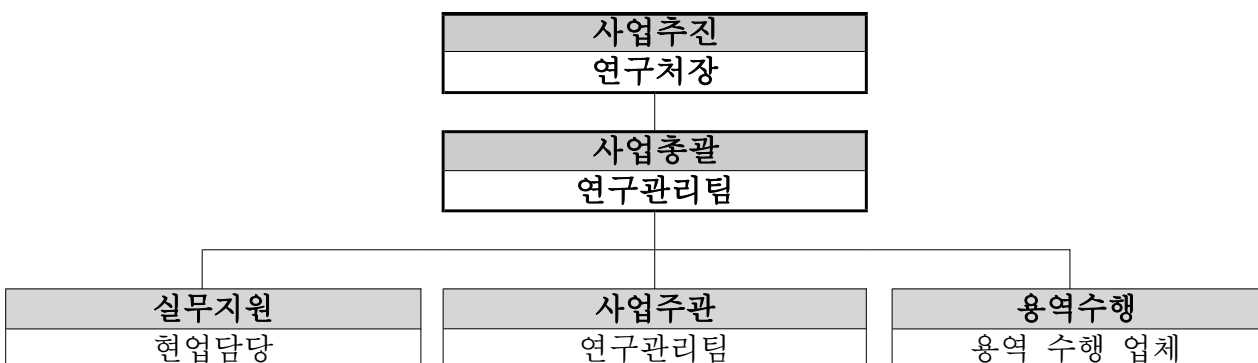 사업추진
연구처장
사업총괄
연구관리팀
실무지원 사업주관 용역수행
현업담당 연구관리팀 용역 수행 업체